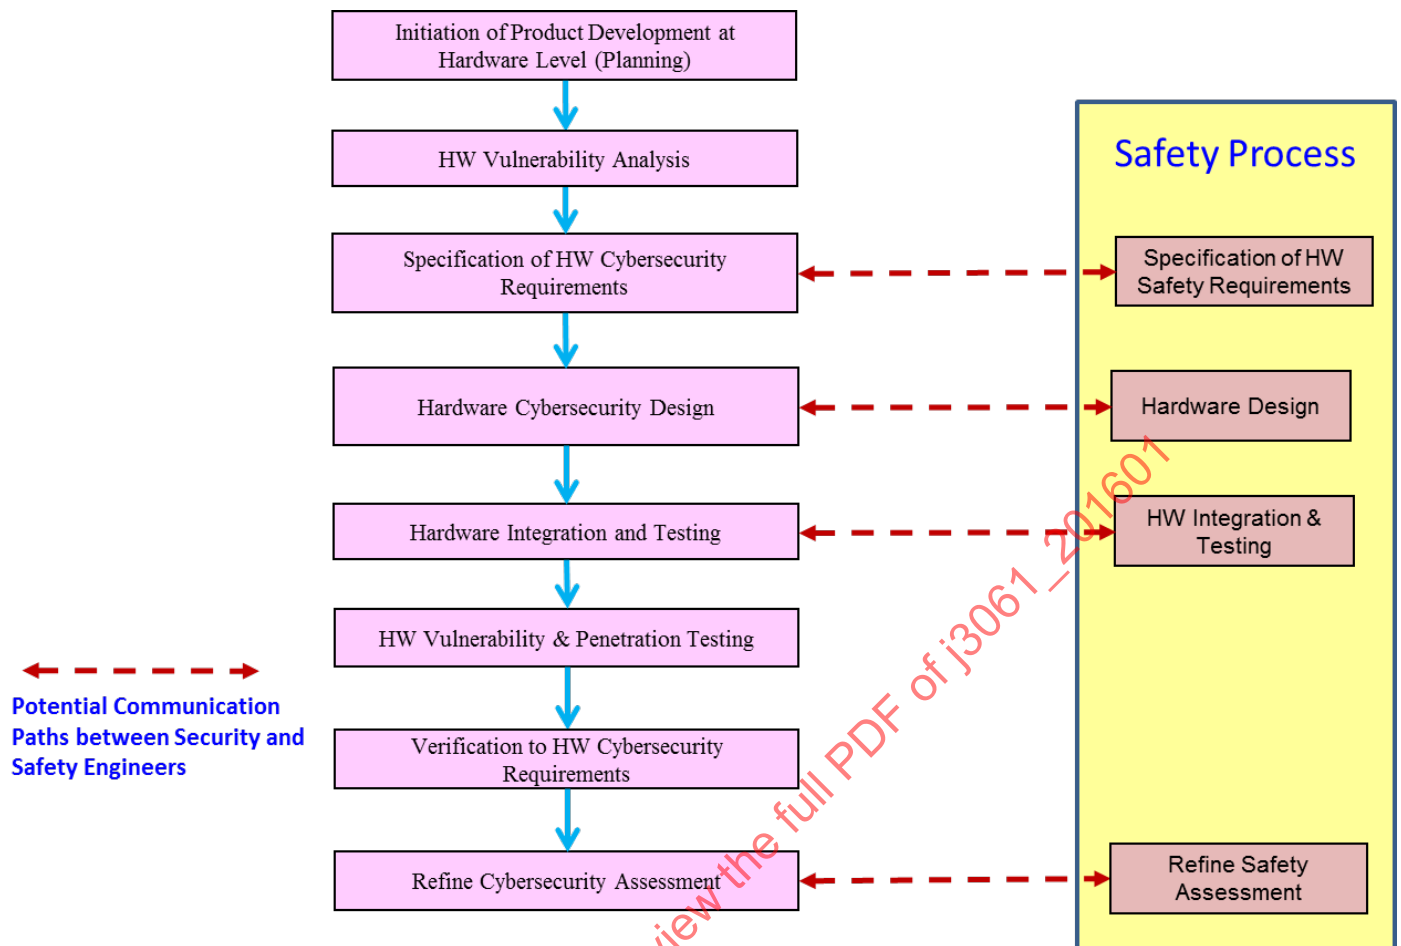 Initiation of Product Development at
Hardware Level (Planning)
HW Vulnerability Analysis
Safety Process
Specification of HW Cybersecurity
Requirements
Specification of HW
Safety Requirements
Hardware Cybersecurity Design
Hardware Design
Hardware Integration and Testing
HW Integration &
Testing
HW Vulnerability & Penetration Testing
Potential Communication
Paths between Security and
Safety Engineers
Verification to HW Cybersecurity
Requirements
Refine Cybersecurity Assessment
Refine Safety
Assessment
view the full PDF of j3061_201601